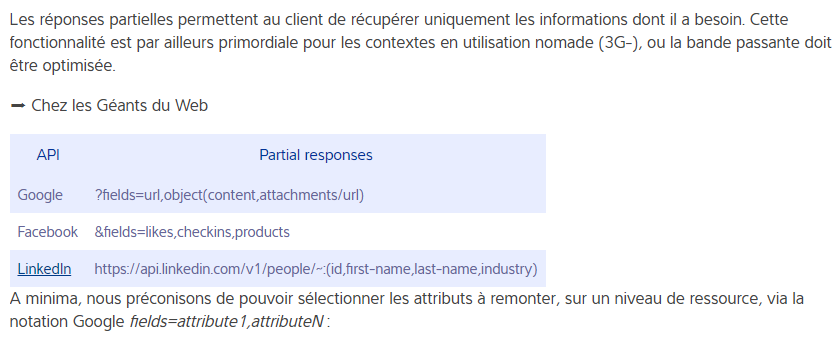 Les réponses partielles permettent au client de récupérer uniquement les informations dont il a besoin. Cette
fonctionnalité est par ailleurs primordiale pour les contextes en utilisation nomade (3G-), ou la bande passante doit
être optimisée.
➡ Chez les Géants du Web
API Partial responses
Google ?fields=url,object(content,attachments/url)
Facebook &fields=likes,checkins,products
LinkedIn https://api.linkedin.com/v1/people/~:(id,first-name,last-name,industry)
A minima, nous préconisons de pouvoir sélectionner les attributs à remonter, sur un niveau de ressource, via la
notation Google fields=attribute1,attributeN :